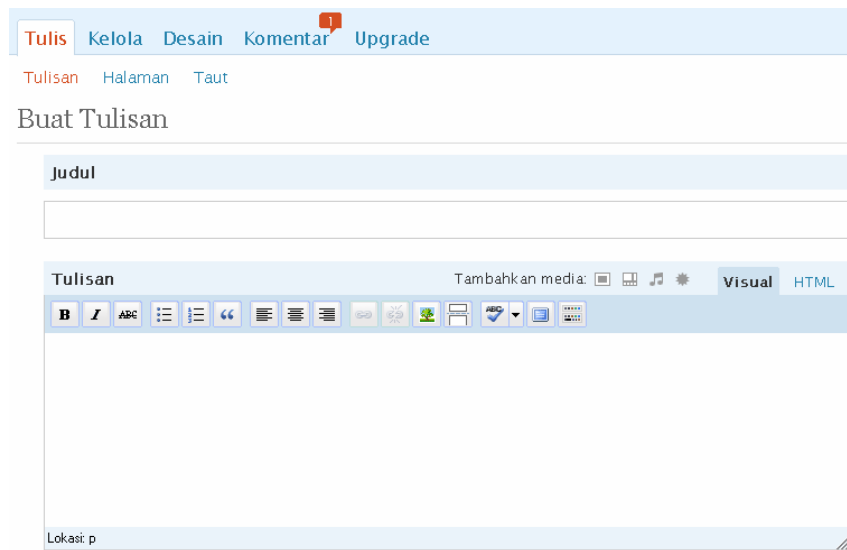 1
Tulis Kelola Desain Komentar Upgrade
Tulisan Halaman Taut
Buat Tulisan
Judul
Tulisan Tambahkan media: Visual HTML
B I ABC ABC
Lokasi: p